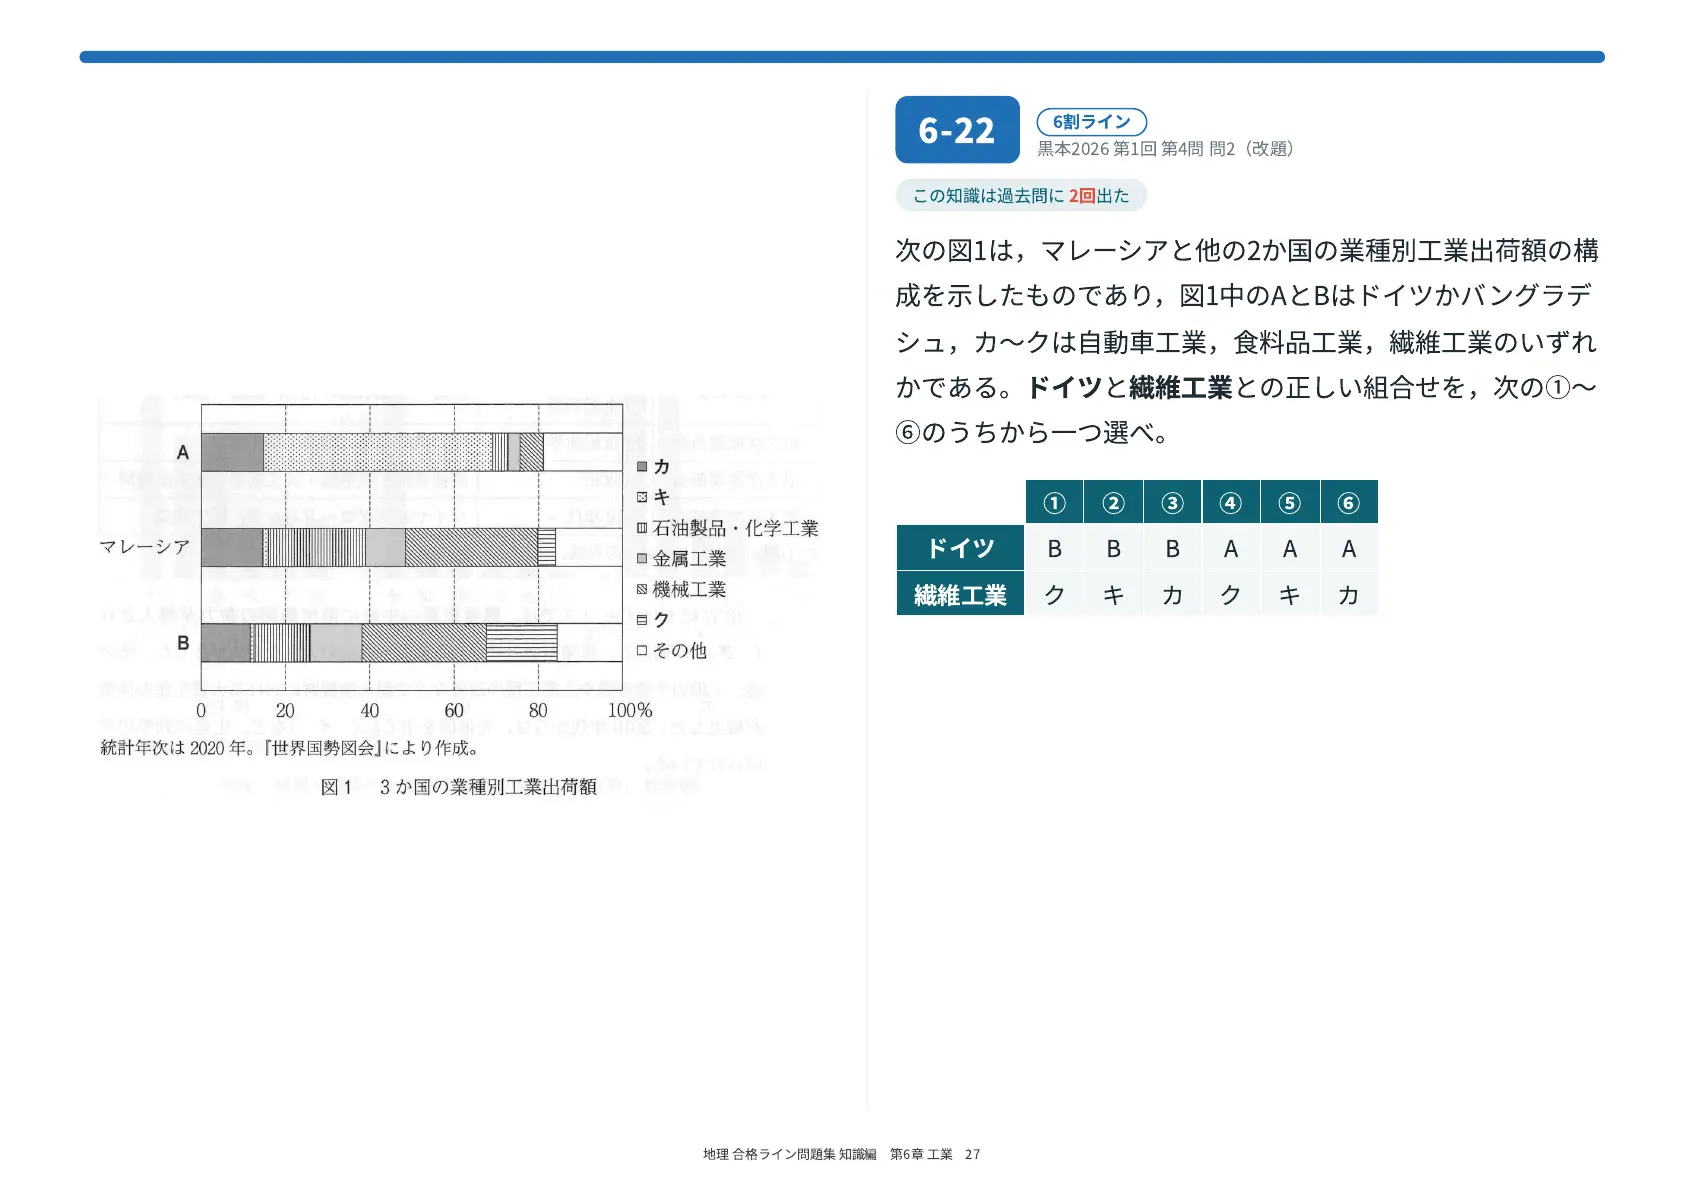 A
マレーシア
B
カ
キ
石油製品・化学工業
金属工業
機械工業
ク
その他
0 20 40 60 80 100%
統計年次は 2020 年。『世界国勢図会』により作成。
図 1 3 か国の業種別工業出荷額
6-22
6割ライン
黒本2026 第1回 第4問 問2（改題）
この知識は過去問に 2回出た
次の図1は，マレーシアと他の2か国の業種別工業出荷額の構
成を示したものであり，図1中のAとBはドイツかバングラデ
シュ，カ～クは自動車工業，食料品工業，繊維工業のいずれ
かである。ドイツと繊維工業との正しい組合せを，次の①～
⑥のうちから一つ選べ。
① ② ③ ④ ⑤ ⑥
ドイツ B B B A A A
繊維工業 ク キ カ ク キ カ
地理 合格ライン問題集 知識編 第6章 工業 27